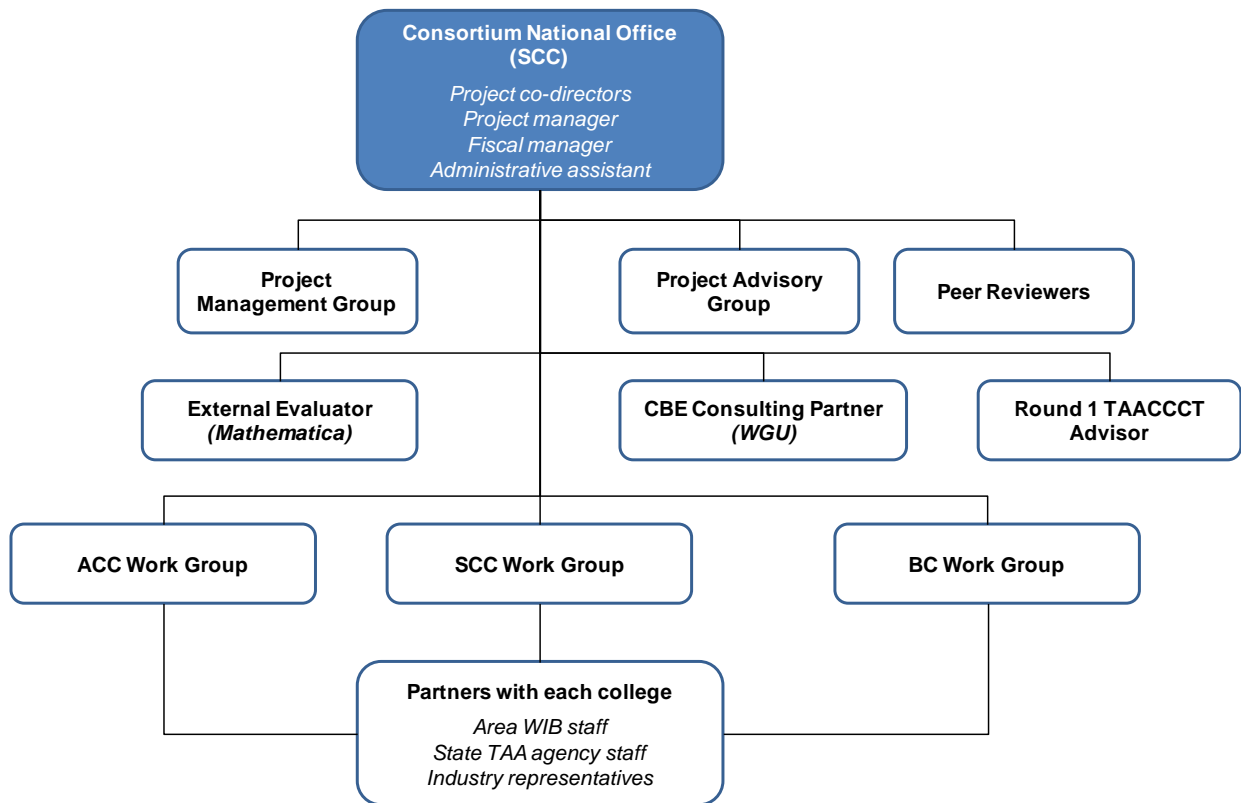 Consortium National Office
(SCC)
Project co-directors
Project manager
Fiscal manager
Administrative assistant
Project
Management Group
Project Advisory
Group
Peer Reviewers
External Evaluator
(Mathematica)
CBE Consulting Partner
(WGU)
Round 1 TAACCCT
Advisor
ACC Work Group
SCC Work Group
BC Work Group
Partners with each college
Area WIB staff
State TAA agency staff
Industry representatives